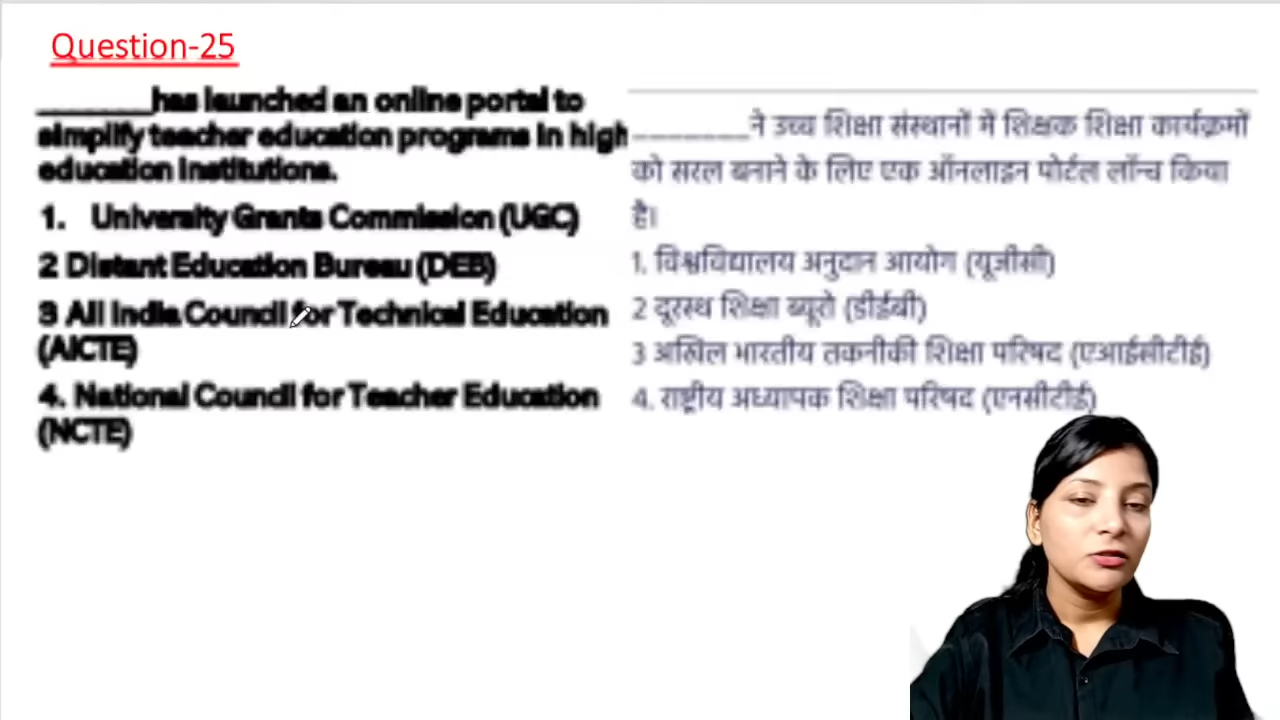 Question-25
_______has launched an online portal to
simplify teacher education programs in high
education institutions.
1. University Grants Commission (UGC)
2 Distant Education Bureau (DEB)
3 All India Council for Technical Education
(AICTE)
4. National Council for Teacher Education
(NCTE)
_______ने उच्च शिक्षा संस्थानों में शिक्षक शिक्षा कार्यक्रमों
को सरल बनाने के लिए एक ऑनलाइन पोर्टल लॉन्च किया
है।
1. विश्वविद्यालय अनुदान आयोग (यूजीसी)
2 दूरस्थ शिक्षा ब्यूरो (डीईबी)
3 अखिल भारतीय तकनीकी शिक्षा परिषद (एआईसीटीई)
4. राष्ट्रीय अध्यापक शिक्षा परिषद (एनसीटीई)